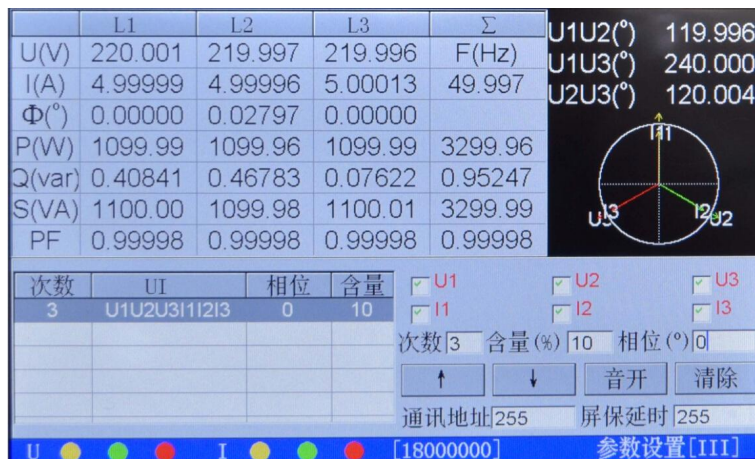 L1 L2 L3 Σ
U(V) 220.001 219.997 219.996 F(Hz)
I(A) 4.99999 4.99996 5.00013 49.997
Φ(°) 0.00000 0.02797 0.00000
P(W) 1099.99 1099.96 1099.99 3299.96
Q(var) 0.40841 0.46783 0.07622 0.95247
S(VA) 1100.00 1099.98 1100.01 3299.99
PF 0.99998 0.99998 0.99998 0.99998
U1U2(°) 119.996
U1U3(°) 240.000
U2U3(°) 120.004
I1
U3 I3 I2 U2
次数 UI 相位 含量
3 U1U2U3I1I2I3 0 10
U1 U2 U3
I1 I2 I3
次数 3 含量(%) 10 相位(°) 0
↑ ↓ 音开 清除
通讯地址 255 屏保延时 255
U I [18000000] 参数设置[III]